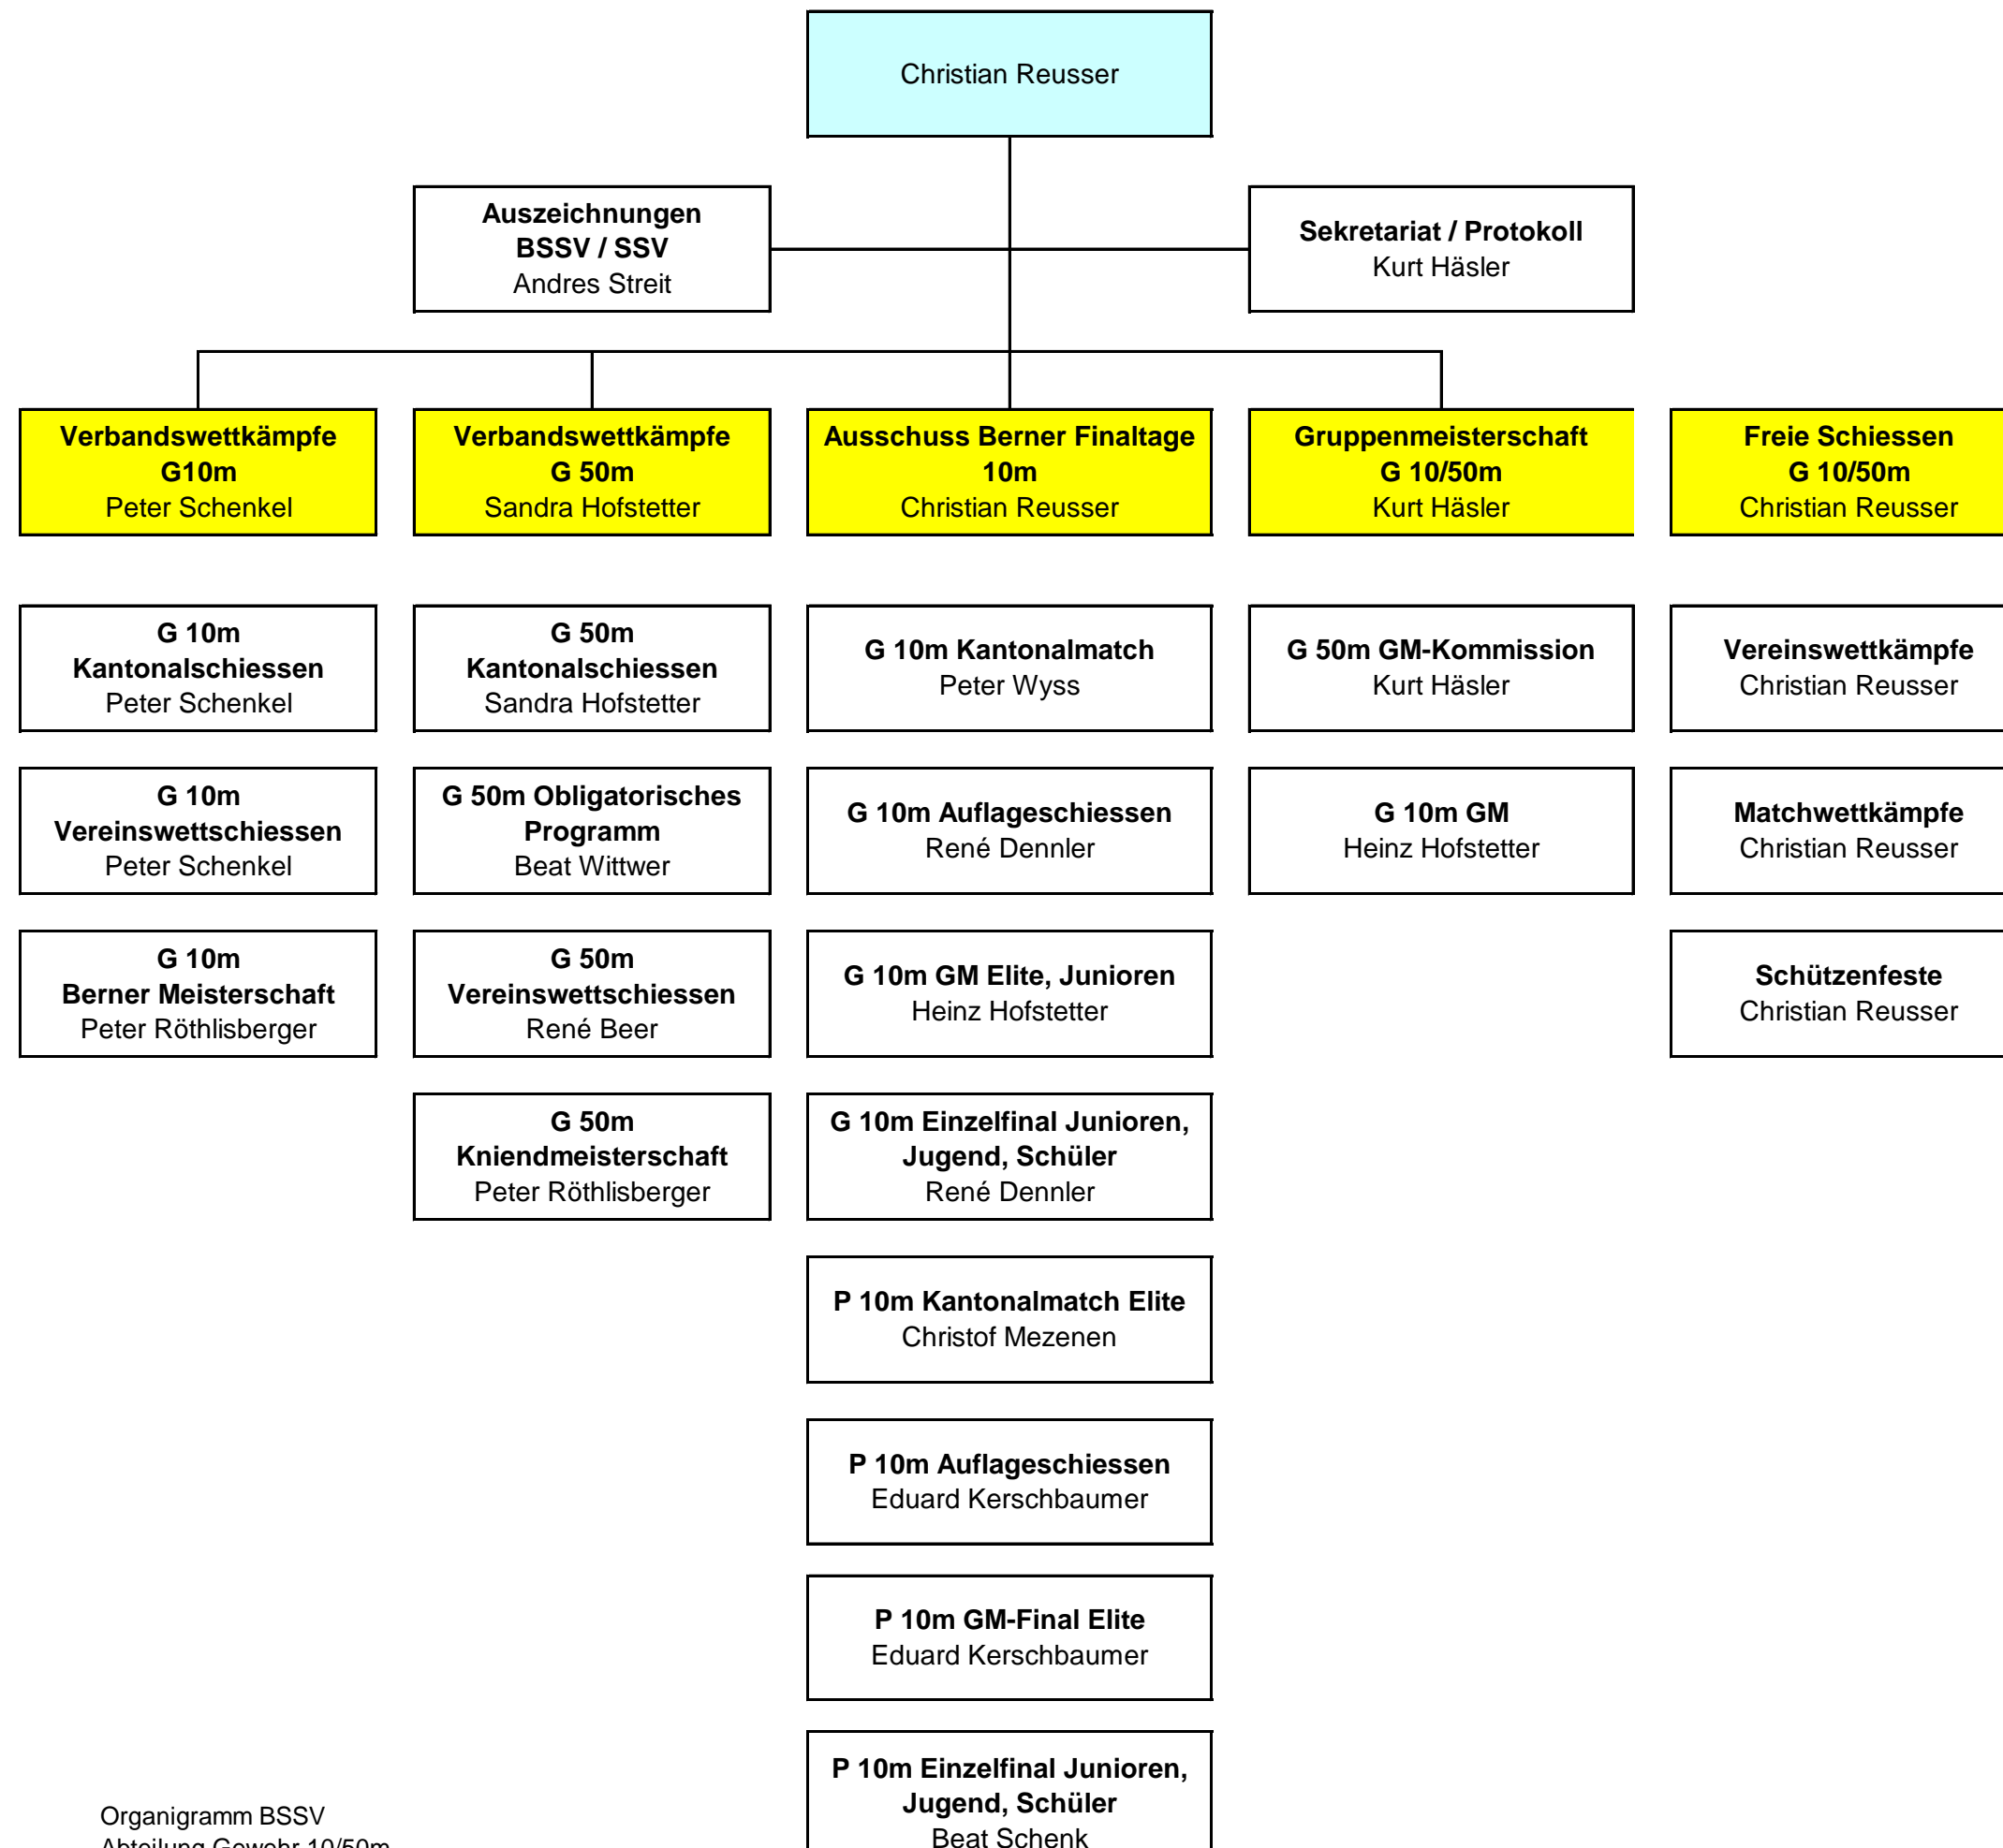 Christian Reusser
Auszeichnungen
BSSV / SSV
Andres Streit
Sekretariat / Protokoll
Kurt Häsler
Verbandswettkämpfe
G10m
Peter Schenkel
Verbandswettkämpfe
G 50m
Sandra Hofstetter
Ausschuss Berner Finaltage
10m
Christian Reusser
Gruppenmeisterschaft
G 10/50m
Kurt Häsler
Freie Schiessen
G 10/50m
Christian Reusser
G 10m
Kantonalschiessen
Peter Schenkel
G 50m
Kantonalschiessen
Sandra Hofstetter
G 10m Kantonalmatch
Peter Wyss
G 50m GM-Kommission
Kurt Häsler
Vereinswettkämpfe
Christian Reusser
G 10m
Vereinswettschiessen
Peter Schenkel
G 50m Obligatorisches
Programm
Beat Wittwer
G 10m Auflageschiessen
René Dennler
G 10m GM
Heinz Hofstetter
Matchwettkämpfe
Christian Reusser
G 10m
Berner Meisterschaft
Peter Röthlisberger
G 50m
Vereinswettschiessen
René Beer
G 10m GM Elite, Junioren
Heinz Hofstetter
Schützenfeste
Christian Reusser
G 50m
Kniendmeisterschaft
Peter Röthlisberger
G 10m Einzelfinal Junioren,
Jugend, Schüler
René Dennler
P 10m Kantonalmatch Elite
Christof Mezenen
P 10m Auflageschiessen
Eduard Kerschbaumer
P 10m GM-Final Elite
Eduard Kerschbaumer
P 10m Einzelfinal Junioren,
Jugend, Schüler
Beat Schenk
Organigramm BSSV
Abteilung Gewehr 10/50m